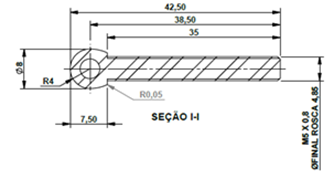 42,50
38,50
35
Ø8
R4
R0,05
7,50
SEÇÃO I-I
M5 X 0,8
ØFINAL ROSCA 4,85